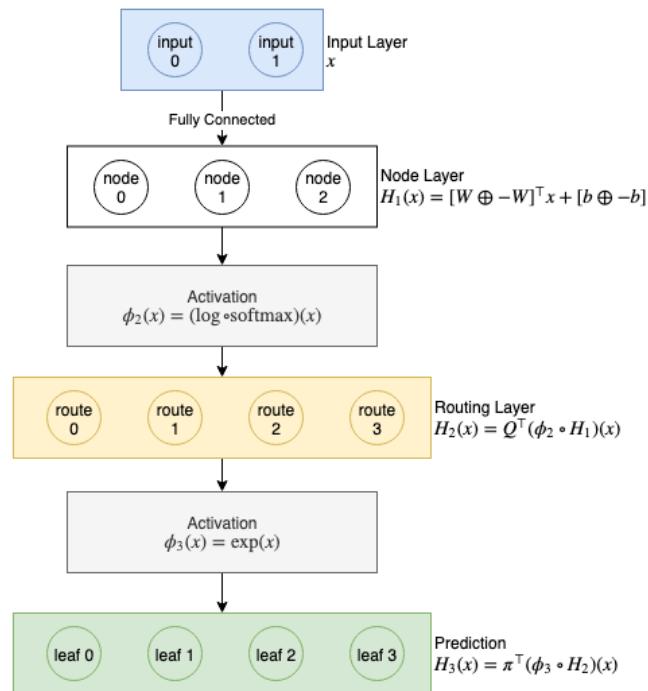 input 0
input 1
Input Layer
x
Fully Connected
node 0
node 1
node 2
Node Layer
H₁(x) = [W ⊕ −W]ᵀx + [b ⊕ −b]
Activation
ϕ₂(x) = (log∘softmax)(x)
route 0
route 1
route 2
route 3
Routing Layer
H₂(x) = Qᵀ(ϕ₂ ∘ H₁)(x)
Activation
ϕ₃(x) = exp(x)
leaf 0
leaf 1
leaf 2
leaf 3
Prediction
H₃(x) = πᵀ(ϕ₃ ∘ H₂)(x)